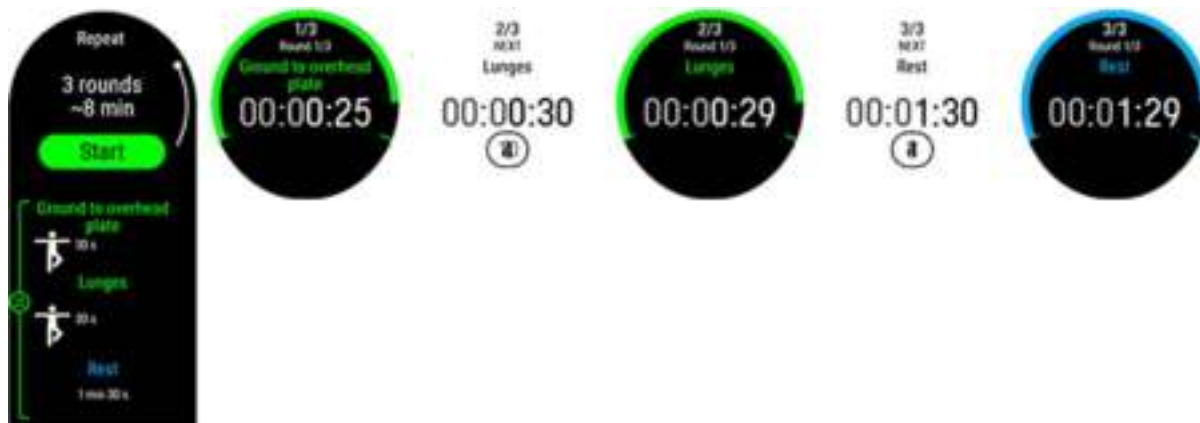 Repeat
3 rounds
~8 min
Start
Ground to overhead
plate
30 s
Lunges
30 s
Rest
1 min 30 s
1/3
Round 1/3
Ground to overhead
plate
00:00:25
2/3
NEXT
Lunges
00:00:30
2/3
Round 1/3
Lunges
00:00:29
3/3
NEXT
Rest
00:01:30
3/3
Round 1/3
Rest
00:01:29